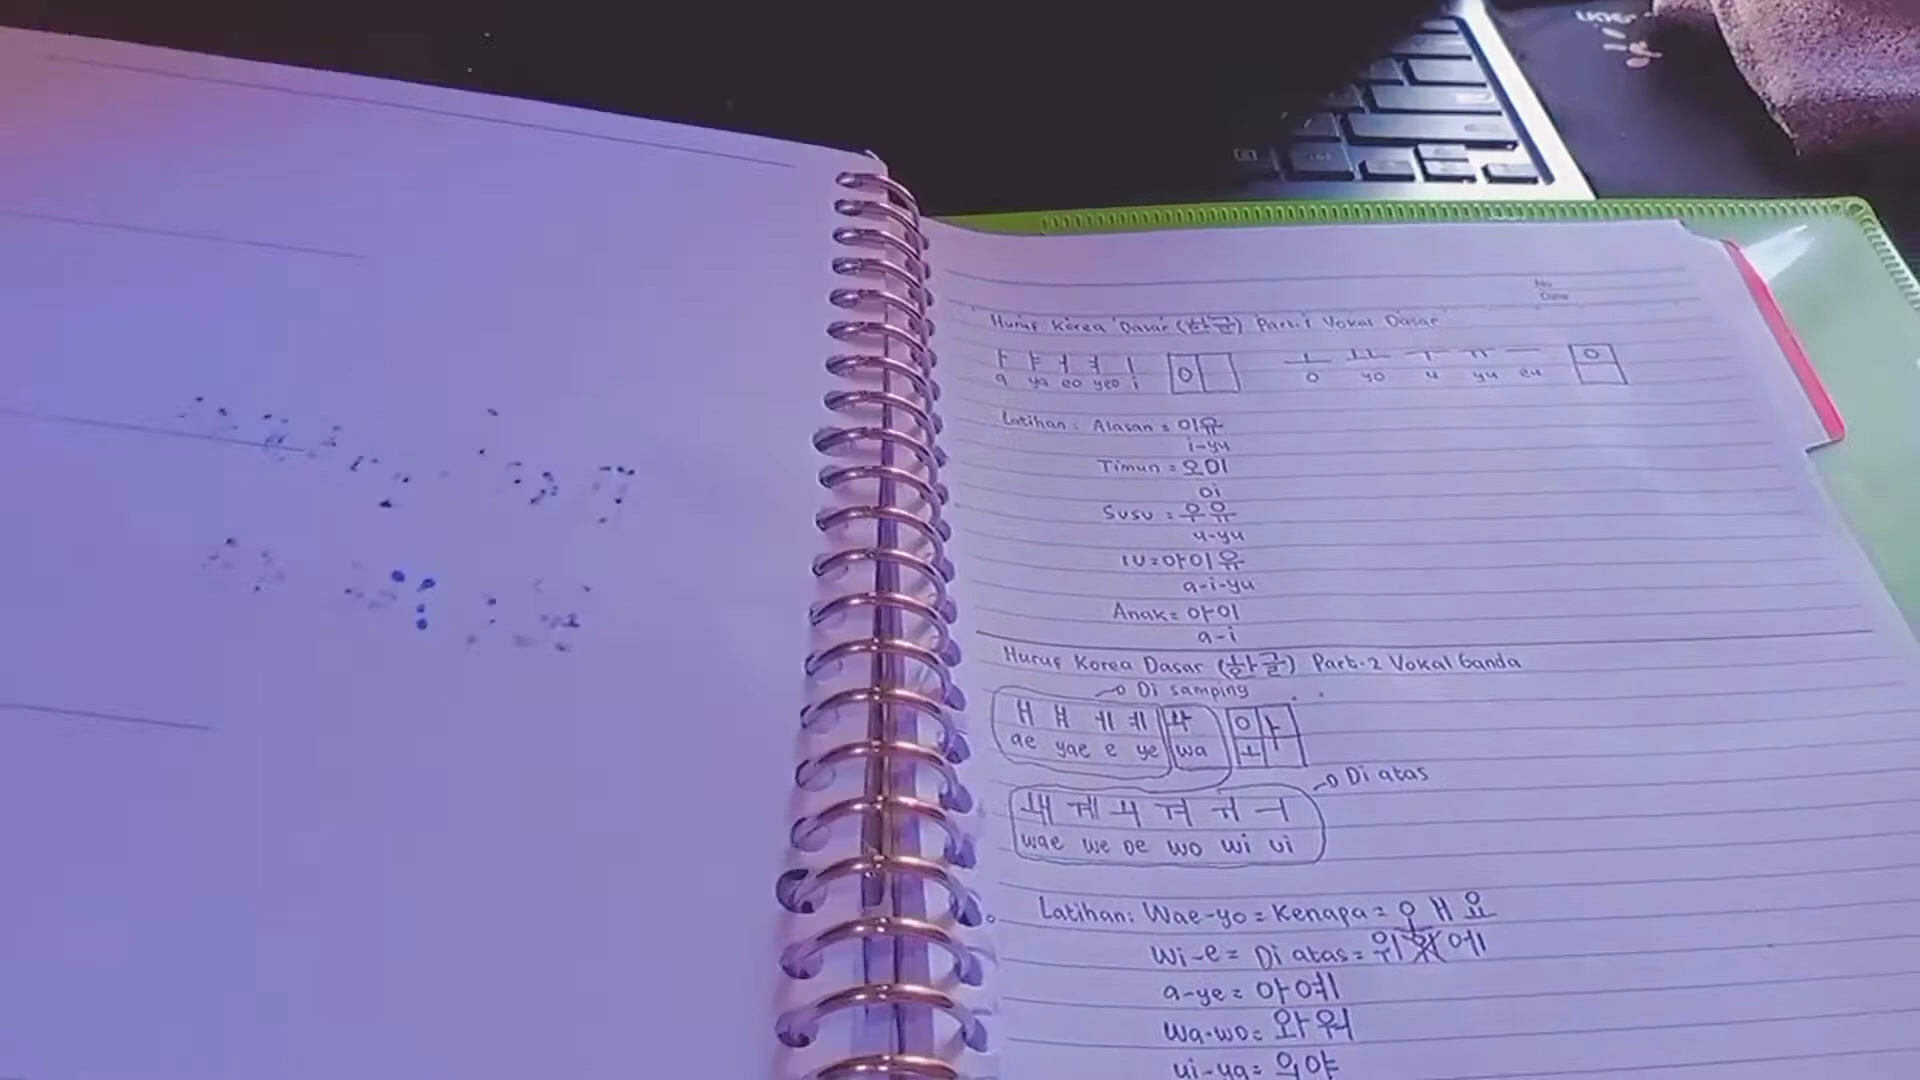 No
Date
Huruf Korea Dasar (한글) Part-1 Vokal Dasar
ㅏ ㅑ ㅓ ㅕ ㅣ ㅇ ㅗ ㅛ ㅜ ㅠ ㅡ ㅇ
a ya eo yeo i o yo u yu eu
Latihan : Alasan = 이유
i-yu
Timun = 오이
oi
Susu = 우유
u-yu
IU = 아이유
a-i-yu
Anak = 아이
a-i
Huruf Korea Dasar (한글) Part-2 Vokal Ganda
Di samping
ㅐ ㅒ ㅔ ㅖ ㅘ ㅇ ㅏ ㅗ
ae yae e ye wa
Di atas
ㅙ ㅞ ㅚ ㅝ ㅟ ㅢ
wae we oe wo wi ui
Latihan: Wae-yo = Kenapa = 왜요
Wi-e = Di atas = 위에
a-ye = 아예
Wa-wo = 와워
ui-ya = 의야